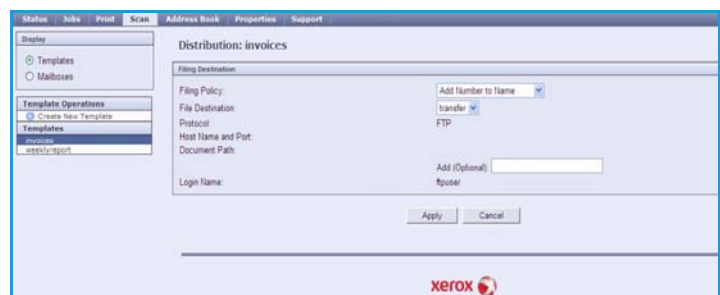 Status Jobs Print Scan Address Book Properties Support
Display
Templates
Mailboxes
Template Operations
Create New Template
Templates
invoices
weeklyreport
Distribution: invoices
Filing Destination
Filing Policy: Add Number to Name
File Destination: transfer
Protocol: FTP
Host Name and Port:
Document Path:
Add (Optional)
Login Name: ftpuser
Apply Cancel
xerox